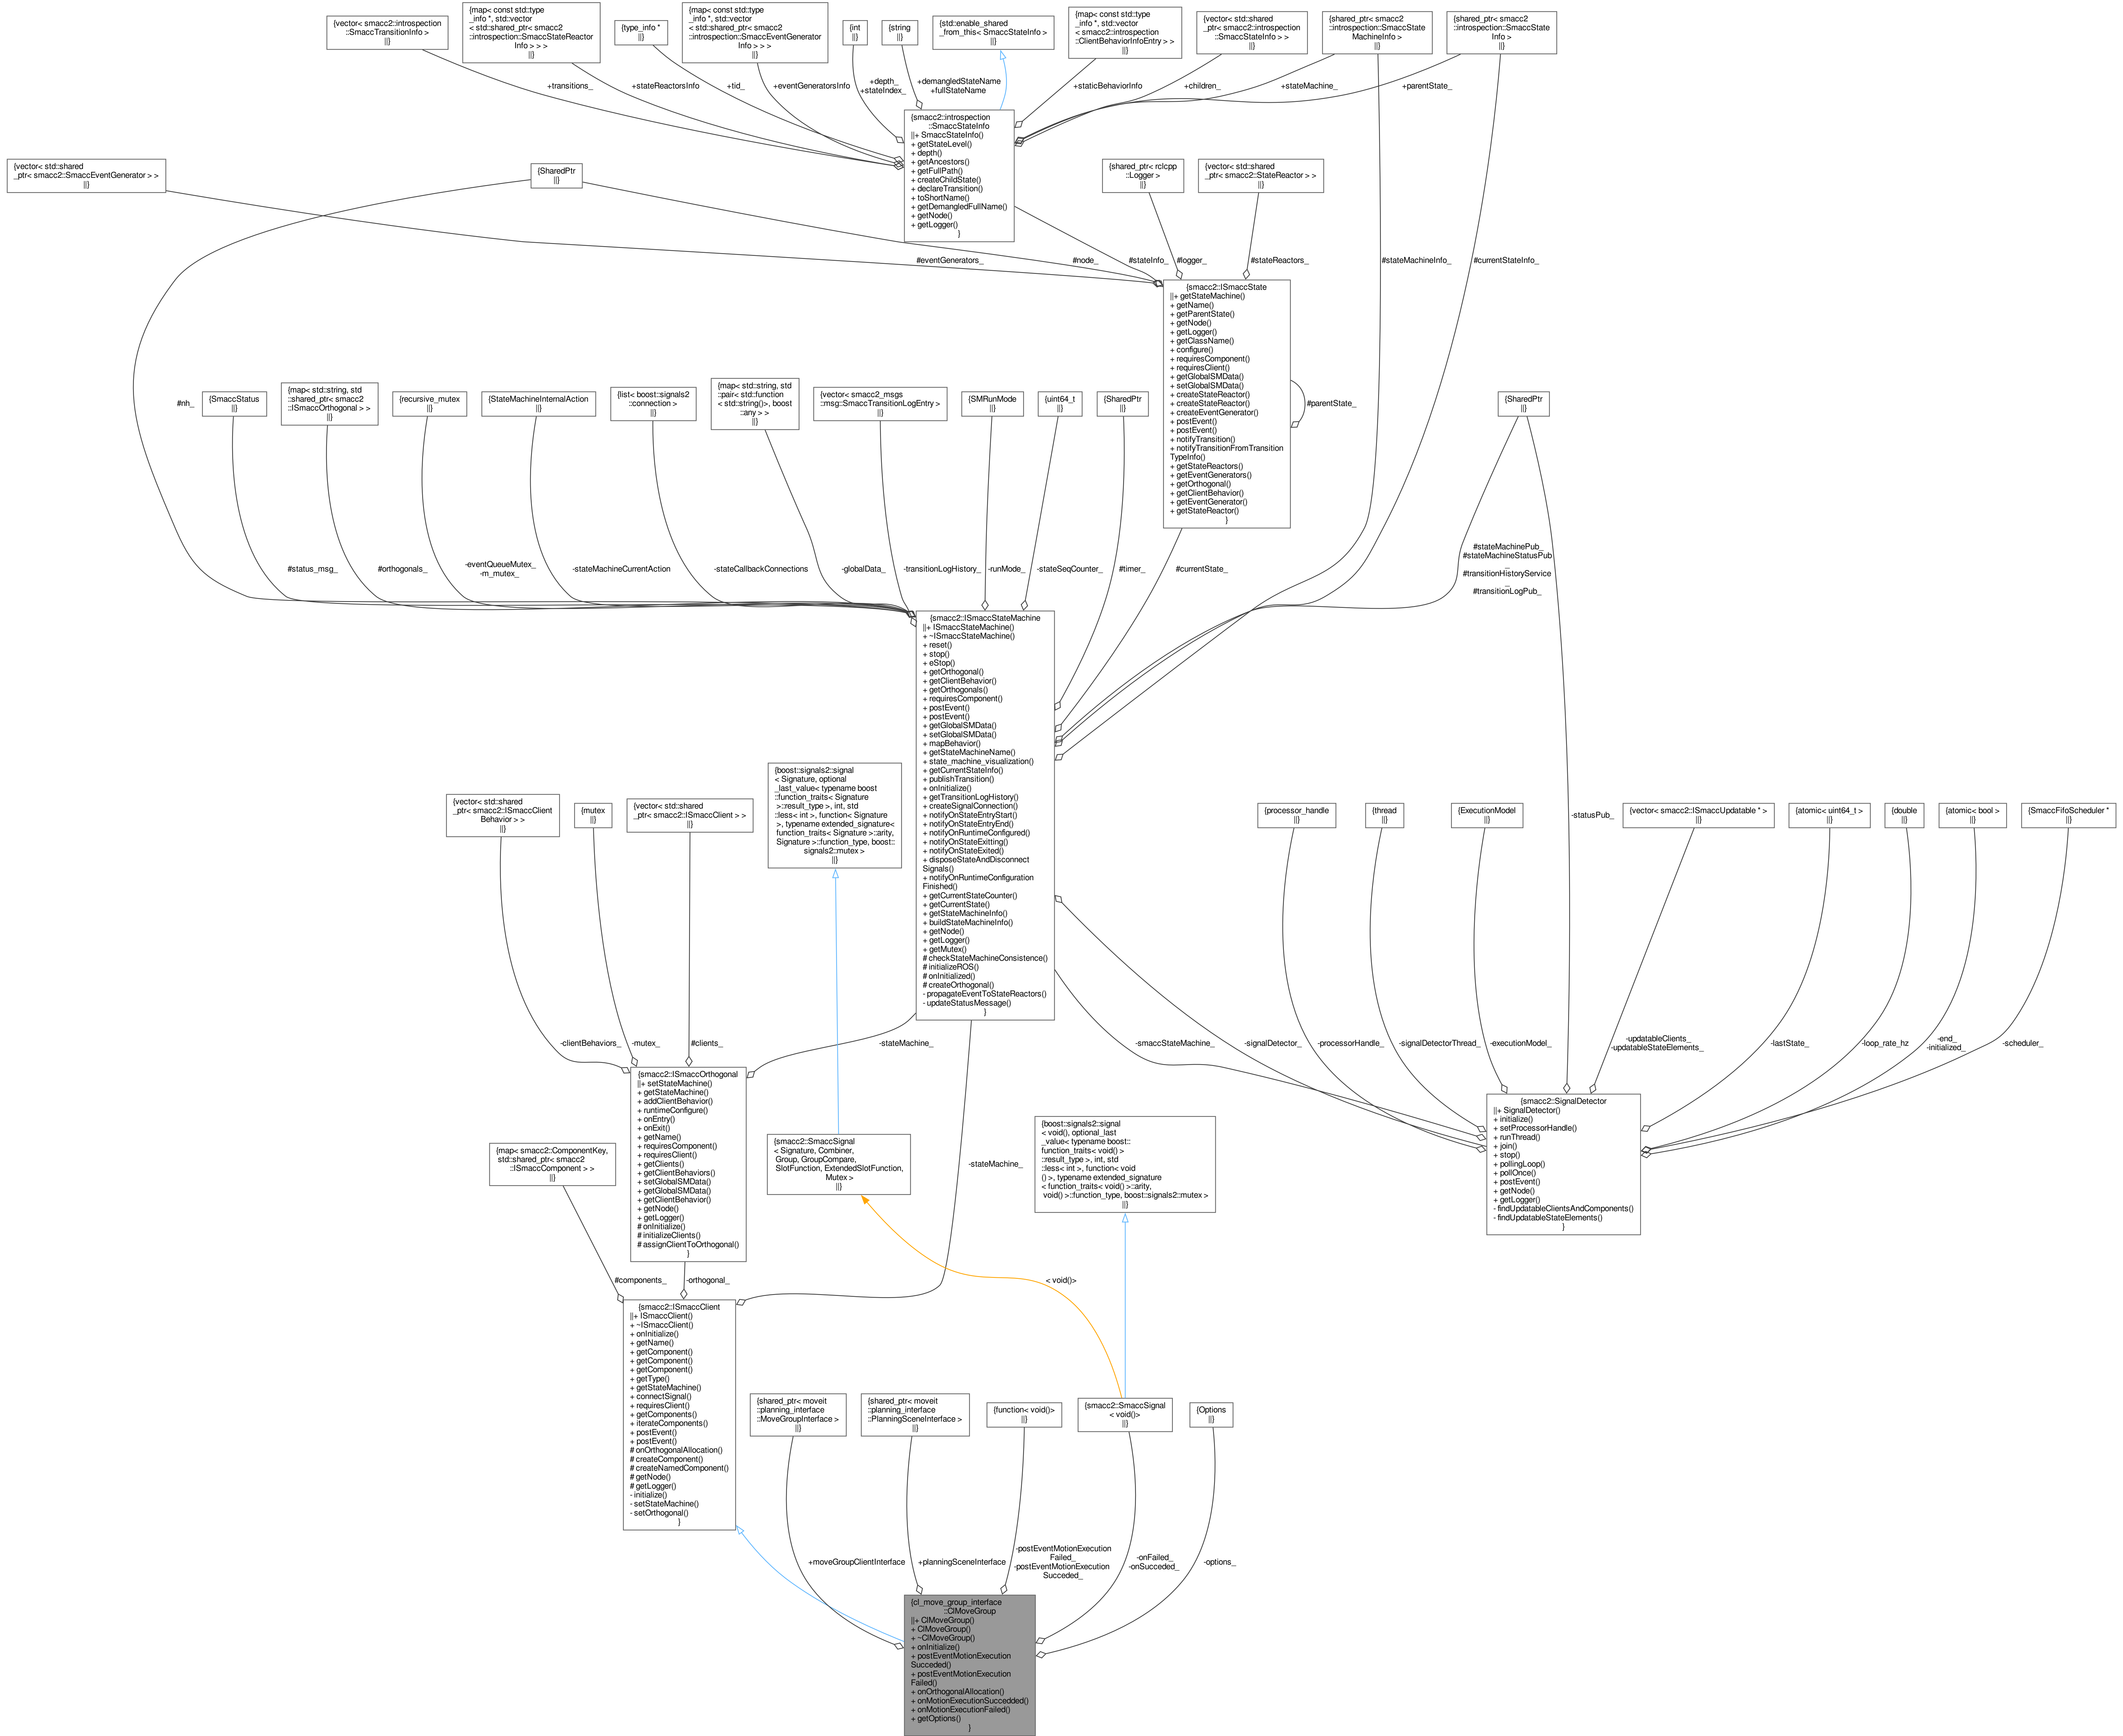 {vector< smacc2::introspection
::SmaccTransitionInfo >
||}
{map< const std::type
_info *, std::vector
< std::shared_ptr< smacc2
::introspection::SmaccStateReactor
Info > > >
||}
{type_info *
||}
{map< const std::type
_info *, std::vector
< std::shared_ptr< smacc2
::introspection::SmaccEventGenerator
Info > > >
||}
{int
||}
{string
||}
{std::enable_shared
_from_this< SmaccStateInfo >
||}
{map< const std::type
_info *, std::vector
< smacc2::introspection
::ClientBehaviorInfoEntry > >
||}
{vector< std::shared
_ptr< smacc2::introspection
::SmaccStateInfo > >
||}
{shared_ptr< smacc2
::introspection::SmaccState
MachineInfo >
||}
{shared_ptr< smacc2
::introspection::SmaccState
Info >
||}
+transitions_
+stateReactorsInfo
+tid_
+eventGeneratorsInfo
+depth_
+stateIndex_
+demangledStateName
+fullStateName
+staticBehaviorInfo
+children_
+stateMachine_
+parentState_
{smacc2::introspection
::SmaccStateInfo
||+ SmaccStateInfo()
+ getStateLevel()
+ depth()
+ getAncestors()
+ getFullPath()
+ createChildState()
+ declareTransition()
+ toShortName()
+ getDemangledFullName()
+ getNode()
+ getLogger()
}
{vector< std::shared
_ptr< smacc2::SmaccEventGenerator > >
||}
{SharedPtr
||}
{shared_ptr< rclcpp
::Logger >
||}
{vector< std::shared
_ptr< smacc2::StateReactor > >
||}
#eventGenerators_
#node_
#stateInfo_
#logger_
#stateReactors_
#stateMachineInfo_
#currentStateInfo_
{smacc2::ISmaccState
||+ getStateMachine()
+ getName()
+ getParentState()
+ getNode()
+ getLogger()
+ getClassName()
+ configure()
+ requiresComponent()
+ requiresClient()
+ getGlobalSMData()
+ setGlobalSMData()
+ createStateReactor()
+ createStateReactor()
+ createEventGenerator()
+ postEvent()
+ postEvent()
+ notifyTransition()
+ notifyTransitionFromTransition
TypeInfo()
+ getStateReactors()
+ getEventGenerators()
+ getOrthogonal()
+ getClientBehavior()
+ getEventGenerator()
+ getStateReactor()
}
#parentState_
#nh_
{SmaccStatus
||}
{map< std::string, std
::shared_ptr< smacc2
::ISmaccOrthogonal > >
||}
{recursive_mutex
||}
{StateMachineInternalAction
||}
{list< boost::signals2
::connection >
||}
{map< std::string, std
::pair< std::function
< std::string()>, boost
::any > >
||}
{vector< smacc2_msgs
::msg::SmaccTransitionLogEntry >
||}
{SMRunMode
||}
{uint64_t
||}
{SharedPtr
||}
{SharedPtr
||}
#status_msg_
#orthogonals_
-eventQueueMutex_
-m_mutex_
-stateMachineCurrentAction
-stateCallbackConnections
-globalData_
-transitionLogHistory_
-runMode_
-stateSeqCounter_
#timer_
#currentState_
#stateMachinePub_
#stateMachineStatusPub
_
#transitionHistoryService
_
#transitionLogPub_
{smacc2::ISmaccStateMachine
||+ ISmaccStateMachine()
+ ~ISmaccStateMachine()
+ reset()
+ stop()
+ eStop()
+ getOrthogonal()
+ getClientBehavior()
+ getOrthogonals()
+ requiresComponent()
+ postEvent()
+ postEvent()
+ getGlobalSMData()
+ setGlobalSMData()
+ mapBehavior()
+ getStateMachineName()
+ state_machine_visualization()
+ getCurrentStateInfo()
+ publishTransition()
+ onInitialize()
+ getTransitionLogHistory()
+ createSignalConnection()
+ notifyOnStateEntryStart()
+ notifyOnStateEntryEnd()
+ notifyOnRuntimeConfigured()
+ notifyOnStateExitting()
+ notifyOnStateExited()
+ disposeStateAndDisconnect
Signals()
+ notifyOnRuntimeConfiguration
Finished()
+ getCurrentStateCounter()
+ getCurrentState()
+ getStateMachineInfo()
+ buildStateMachineInfo()
+ getNode()
+ getLogger()
+ getMutex()
# checkStateMachineConsistence()
# initializeROS()
# onInitialized()
# createOrthogonal()
- propagateEventToStateReactors()
- updateStatusMessage()
}
{boost::signals2::signal
< Signature, optional
_last_value< typename boost
::function_traits< Signature
>::result_type >, int, std
::less< int >, function< Signature
>, typename extended_signature<
function_traits< Signature >::arity,
Signature >::function_type, boost::
signals2::mutex >
||}
{vector< std::shared
_ptr< smacc2::ISmaccClient
Behavior > >
||}
{mutex
||}
{vector< std::shared
_ptr< smacc2::ISmaccClient > >
||}
{processor_handle
||}
{thread
||}
{ExecutionModel
||}
-statusPub_
{vector< smacc2::ISmaccUpdatable * >
||}
{atomic< uint64_t >
||}
{double
||}
{atomic< bool >
||}
{SmaccFifoScheduler *
||}
-clientBehaviors_
-mutex_
#clients_
-stateMachine_
-smaccStateMachine_
-signalDetector_
-processorHandle_
-signalDetectorThread_
-executionModel_
-updatableClients_
-updatableStateElements_
-lastState_
-loop_rate_hz
-end_
-initialized_
-scheduler_
{smacc2::ISmaccOrthogonal
||+ setStateMachine()
+ getStateMachine()
+ addClientBehavior()
+ runtimeConfigure()
+ onEntry()
+ onExit()
+ getName()
+ requiresComponent()
+ requiresClient()
+ getClients()
+ getClientBehaviors()
+ setGlobalSMData()
+ getGlobalSMData()
+ getClientBehavior()
+ getNode()
+ getLogger()
# onInitialize()
# initializeClients()
# assignClientToOrthogonal()
}
{smacc2::SignalDetector
||+ SignalDetector()
+ initialize()
+ setProcessorHandle()
+ runThread()
+ join()
+ stop()
+ pollingLoop()
+ pollOnce()
+ postEvent()
+ getNode()
+ getLogger()
- findUpdatableClientsAndComponents()
- findUpdatableStateElements()
}
{map< smacc2::ComponentKey,
std::shared_ptr< smacc2
::ISmaccComponent > >
||}
{smacc2::SmaccSignal
< Signature, Combiner,
Group, GroupCompare,
SlotFunction, ExtendedSlotFunction,
Mutex >
||}
-stateMachine_
{boost::signals2::signal
< void(), optional_last
_value< typename boost::
function_traits< void() >
::result_type >, int, std
::less< int >, function< void
() >, typename extended_signature
< function_traits< void() >::arity,
void() >::function_type, boost::signals2::mutex >
||}
#components_
-orthogonal_
< void()>
{smacc2::ISmaccClient
||+ ISmaccClient()
+ ~ISmaccClient()
+ onInitialize()
+ getName()
+ getComponent()
+ getComponent()
+ getComponent()
+ getType()
+ getStateMachine()
+ connectSignal()
+ requiresClient()
+ getComponents()
+ iterateComponents()
+ postEvent()
+ postEvent()
# onOrthogonalAllocation()
# createComponent()
# createNamedComponent()
# getNode()
# getLogger()
- initialize()
- setStateMachine()
- setOrthogonal()
}
{shared_ptr< moveit
::planning_interface
::MoveGroupInterface >
||}
{shared_ptr< moveit
::planning_interface
::PlanningSceneInterface >
||}
{function< void()>
||}
{smacc2::SmaccSignal
< void()>
||}
{Options
||}
+moveGroupClientInterface
+planningSceneInterface
-postEventMotionExecution
Failed_
-postEventMotionExecution
Succeded_
-onFailed_
-onSucceded_
-options_
{cl_move_group_interface
::ClMoveGroup
||+ ClMoveGroup()
+ ClMoveGroup()
+ ~ClMoveGroup()
+ onInitialize()
+ postEventMotionExecution
Succeded()
+ postEventMotionExecution
Failed()
+ onOrthogonalAllocation()
+ onMotionExecutionSuccedded()
+ onMotionExecutionFailed()
+ getOptions()
}